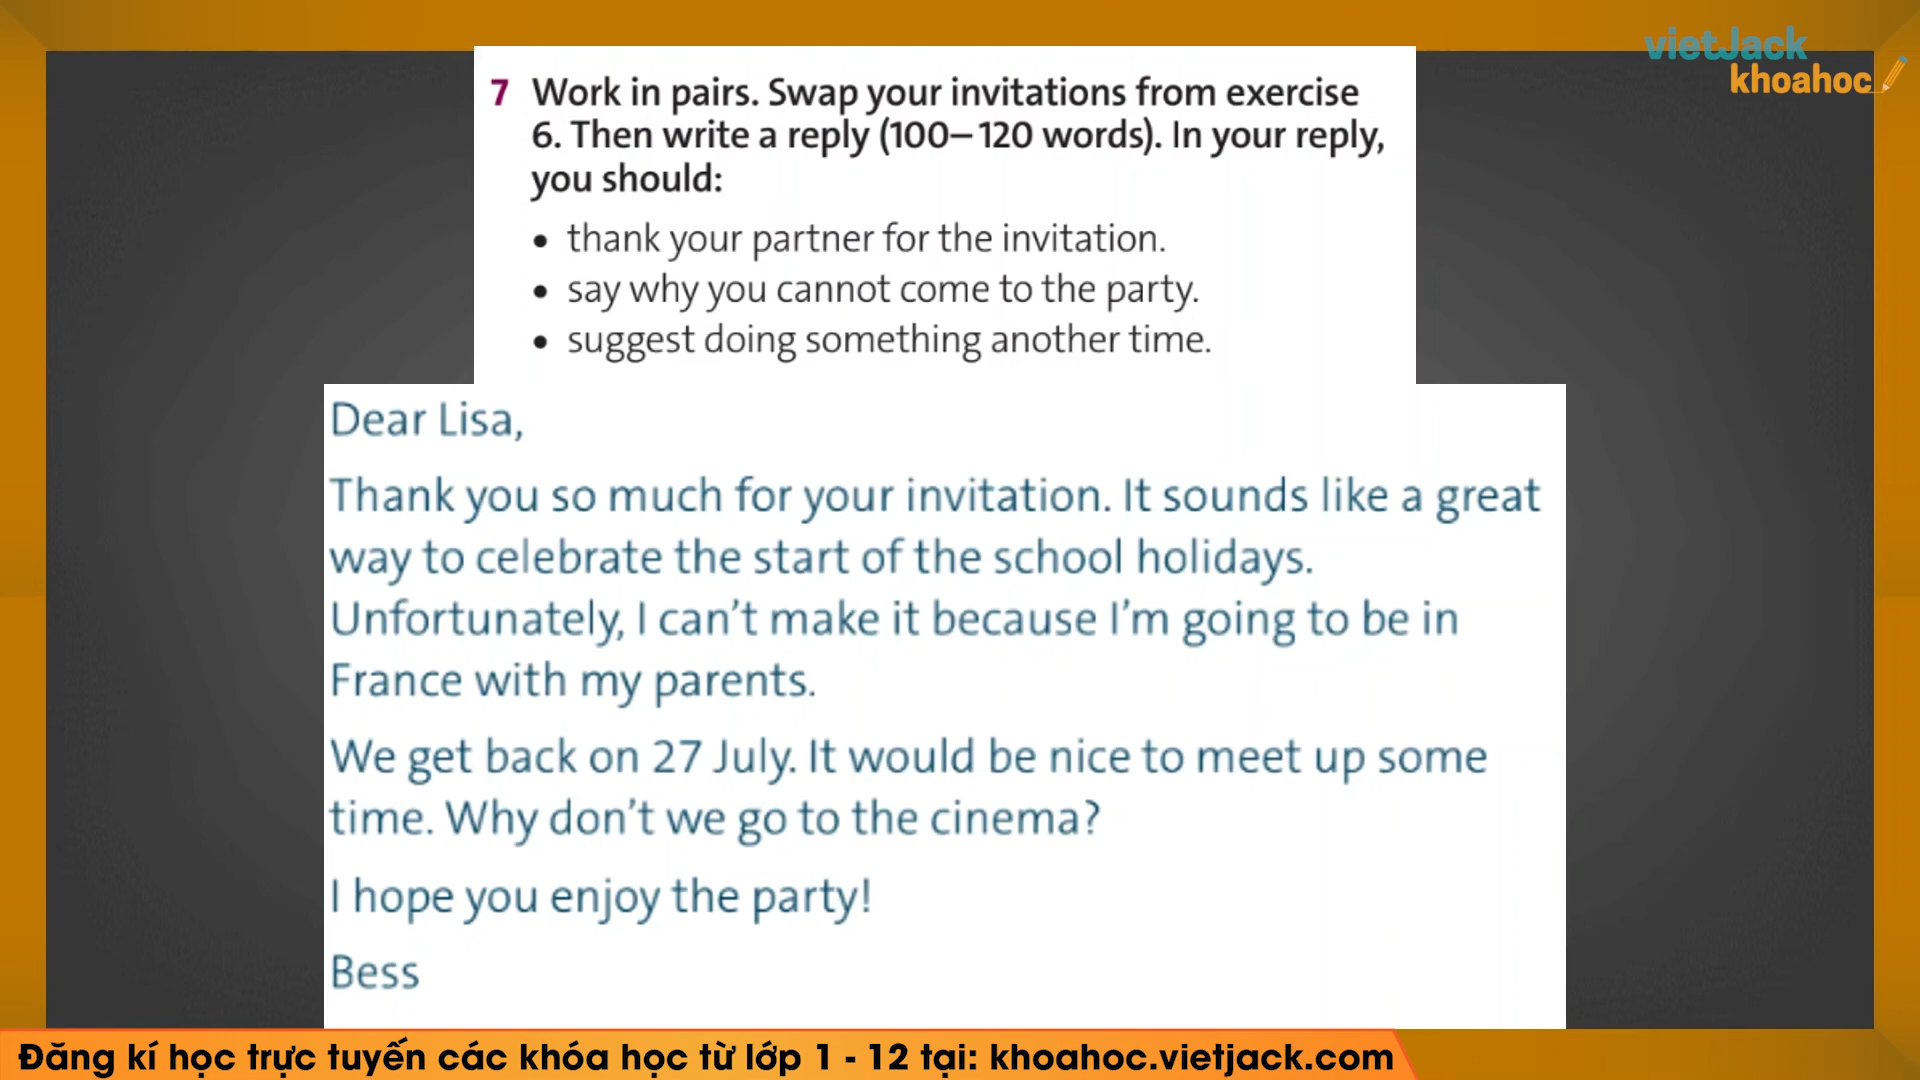 vietJack
khoahoc
7 Work in pairs. Swap your invitations from exercise
6. Then write a reply (100–120 words). In your reply,
you should:
• thank your partner for the invitation.
• say why you cannot come to the party.
• suggest doing something another time.
Dear Lisa,
Thank you so much for your invitation. It sounds like a great
way to celebrate the start of the school holidays.
Unfortunately, I can't make it because I'm going to be in
France with my parents.
We get back on 27 July. It would be nice to meet up some
time. Why don't we go to the cinema?
I hope you enjoy the party!
Bess
Đăng kí học trực tuyến các khóa học từ lớp 1 - 12 tại: khoahoc.vietjack.com